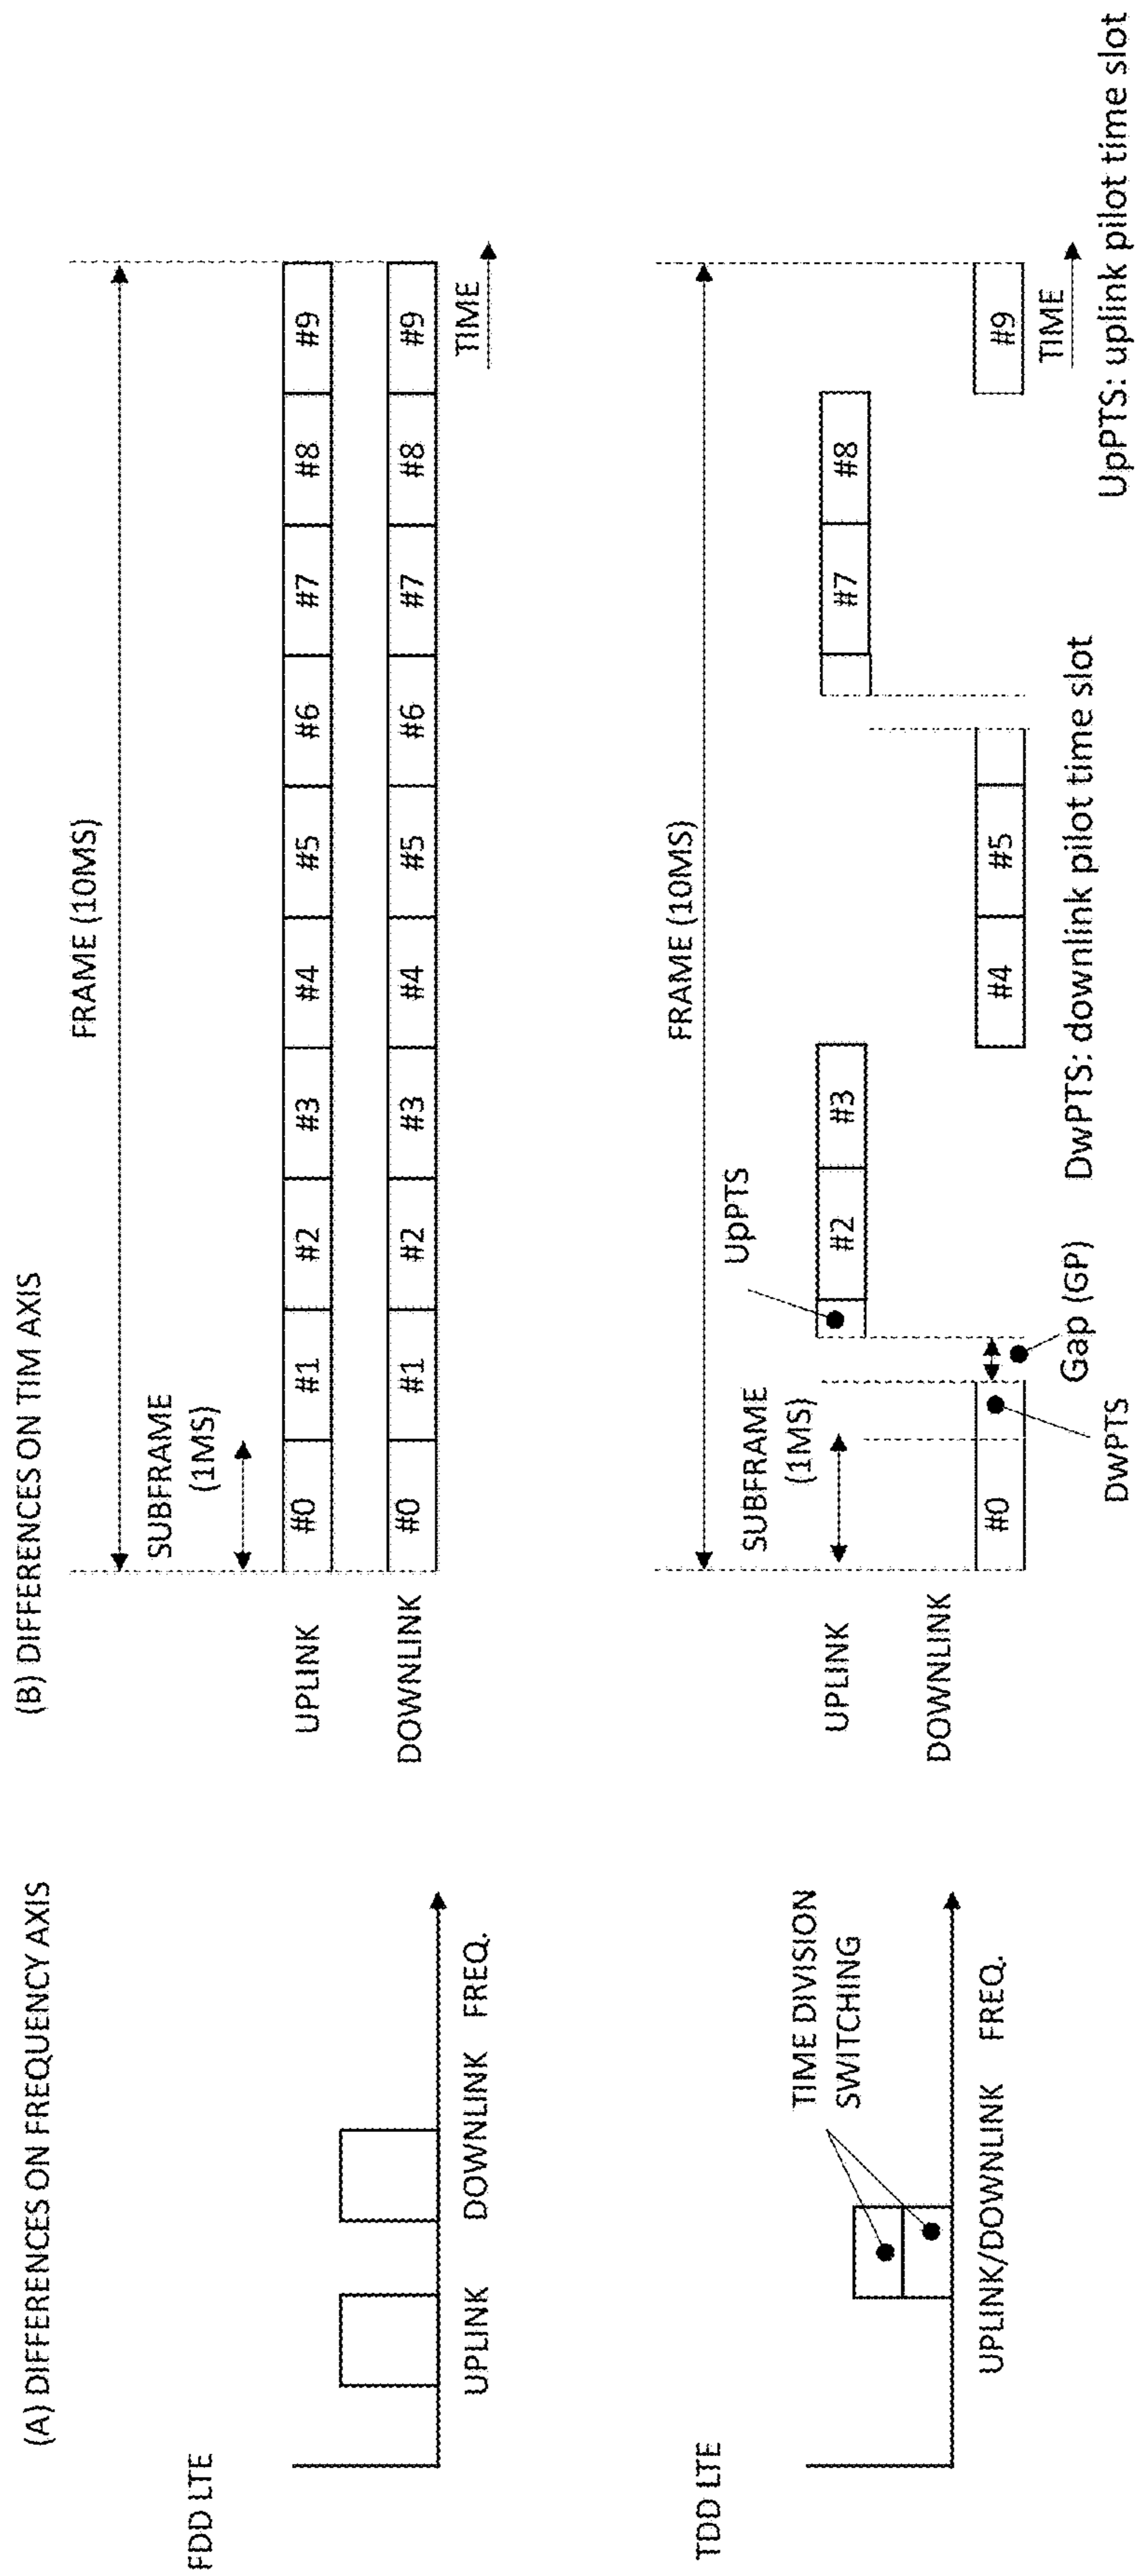 (A) DIFFERENCES ON FREQUENCY AXIS
FDD LTE
UPLINK
DOWNLINK
FREQ.
TDD LTE
TIME DIVISION
SWITCHING
UPLINK/DOWNLINK
FREQ.
(B) DIFFERENCES ON TIM AXIS
FRAME (10MS)
SUBFRAME
(1MS)
UPLINK
#0 #1 #2 #3 #4 #5 #6 #7 #8 #9
DOWNLINK
#0 #1 #2 #3 #4 #5 #6 #7 #8 #9
TIME
FRAME (10MS)
SUBFRAME
(1MS)
UpPTS
UPLINK
#2 #3 #7 #8
DOWNLINK
#0 #4 #5 #9
TIME
Gap (GP)
DwPTS
DwPTS: downlink pilot time slot
UpPTS: uplink pilot time slot